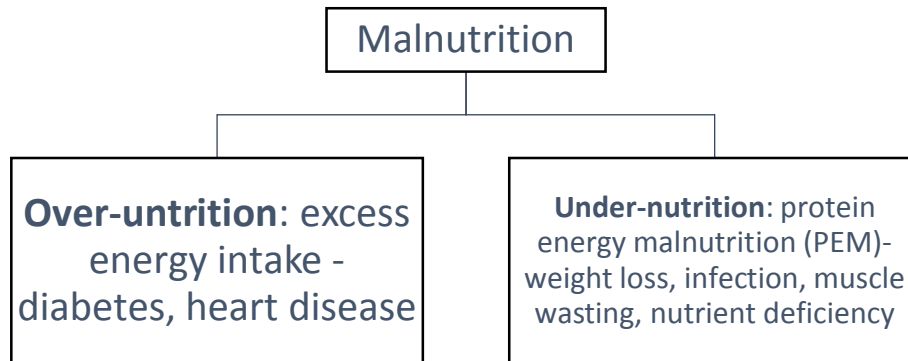 Malnutrition
Over-untrition: excess
energy intake -
diabetes, heart disease
Under-nutrition: protein
energy malnutrition (PEM)-
weight loss, infection, muscle
wasting, nutrient deficiency